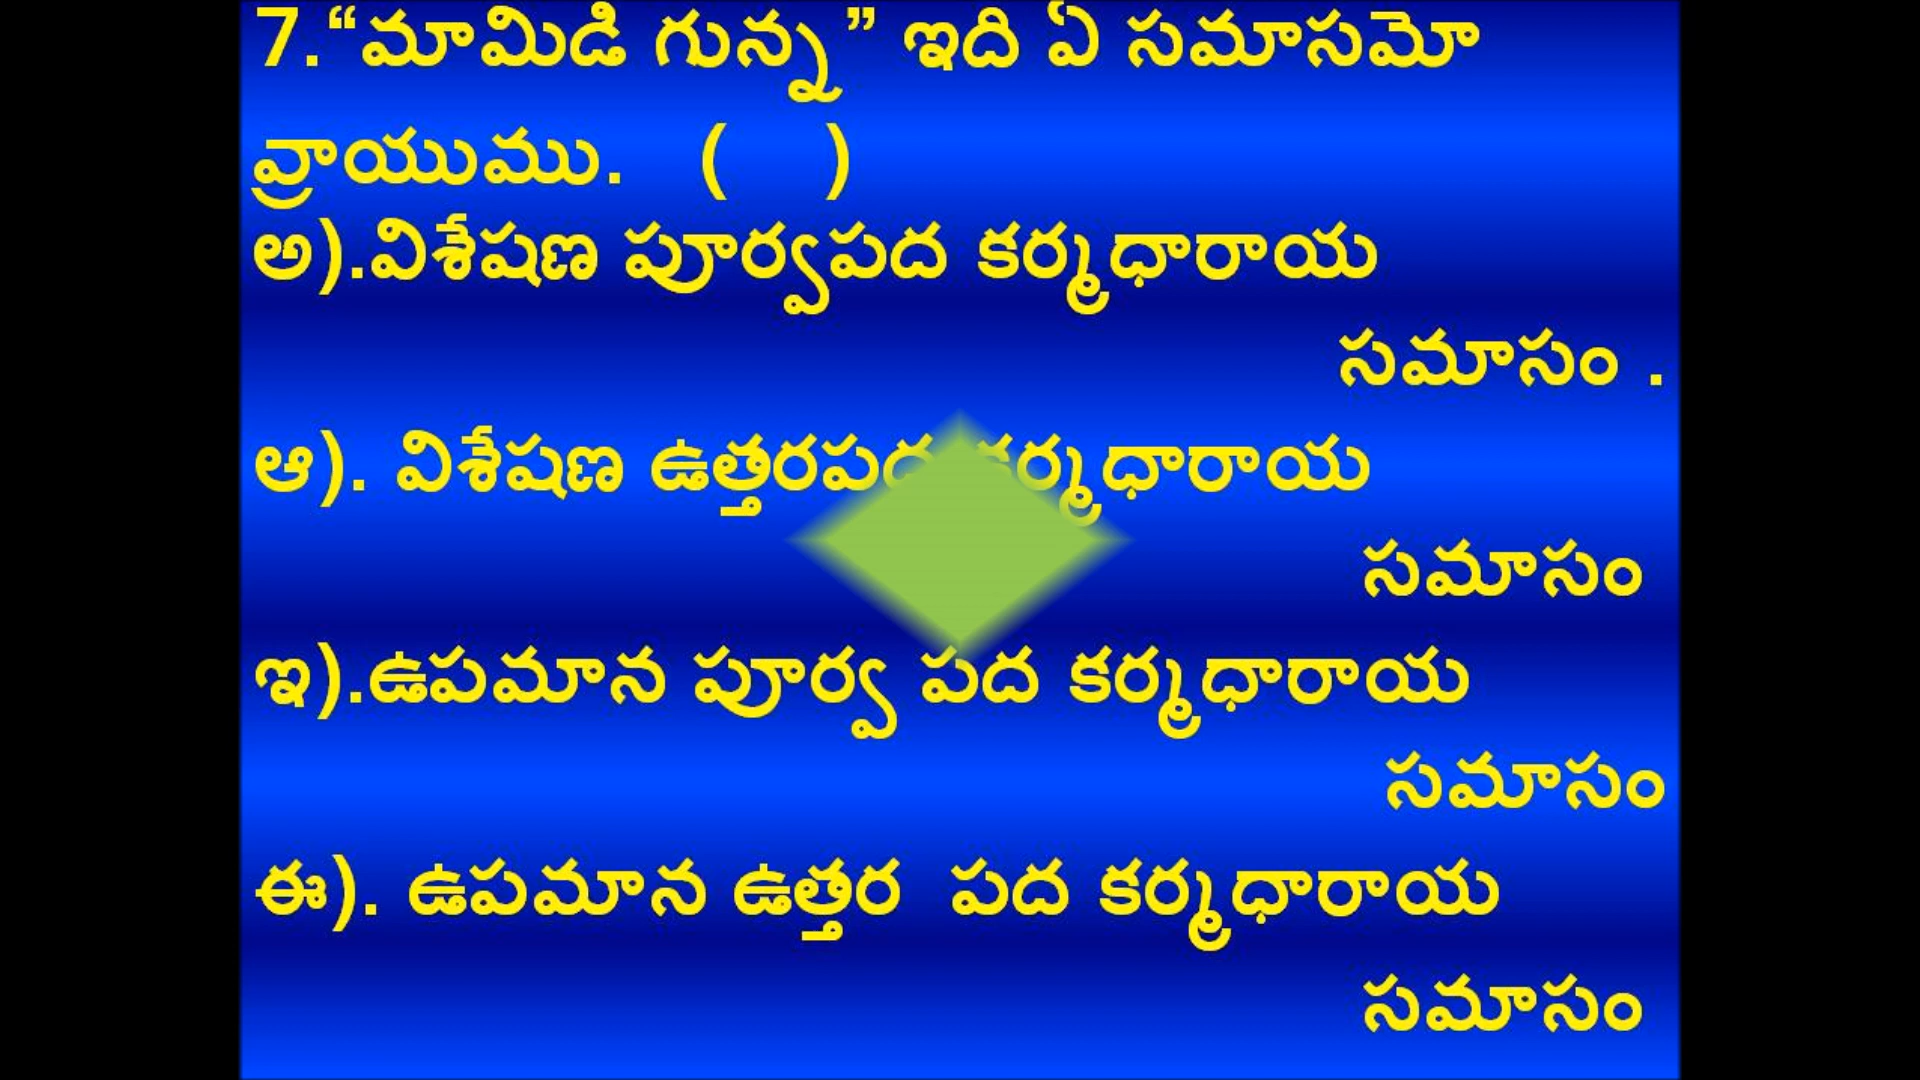 7.“మామిడి గున్న” ఇది ఏ సమాసమో
వ్రాయుము. ( )
అ).విశేషణ పూర్వపద కర్మధారాయ
సమాసం .
ఆ). విశేషణ ఉత్తరపద కర్మధారాయ
సమాసం
ఇ).ఉపమాన పూర్వ పద కర్మధారాయ
సమాసం
ఈ). ఉపమాన ఉత్తర పద కర్మధారాయ
సమాసం